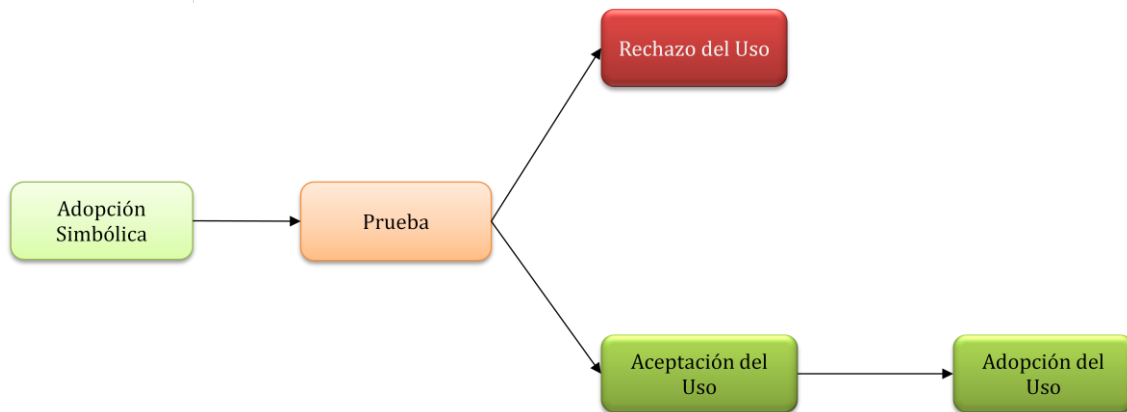 Rechazo del Uso
Adopción
Simbólica
Prueba
Aceptación del
Uso
Adopción del
Uso